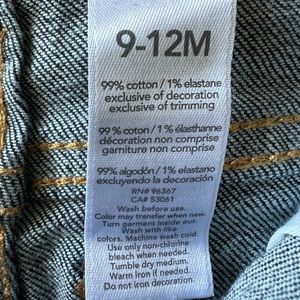 9-12M
99% cotton / 1% elastane
exclusive of decoration
exclusive of trimming
99 % coton / 1 % élasthanne
décoration non comprise
garniture non comprise
99% algodón / 1% elastano
excluyendo la decoración
RN# 96367
CA# 53061
Wash before use.
Color may transfer when new.
Turn garment inside out.
Wash with like
colors. Machine wash cold.
Use only non-chlorine
bleach when needed.
Tumble dry medium.
Warm iron if needed.
Do not iron decoration.